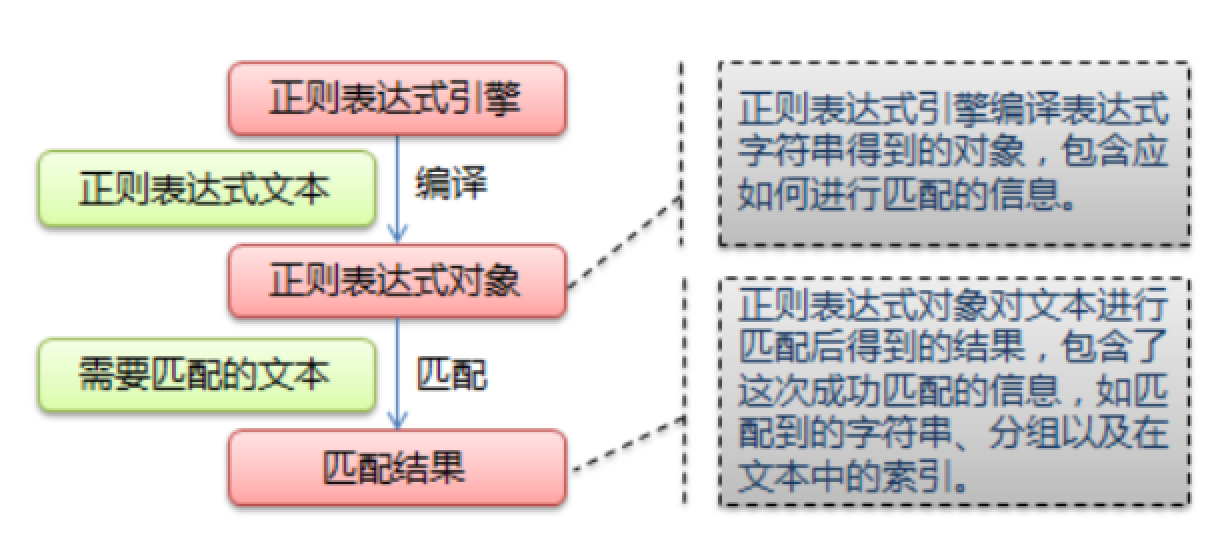 正则表达式引擎
正则表达式文本
编译
正则表达式对象
需要匹配的文本
匹配
匹配结果
正则表达式引擎编译表达式
字符串得到的对象，包含应
如何进行匹配的信息。
正则表达式对象对文本进行
匹配后得到的结果，包含了
这次成功匹配的信息，如匹
配到的字符串、分组以及在
文本中的索引。